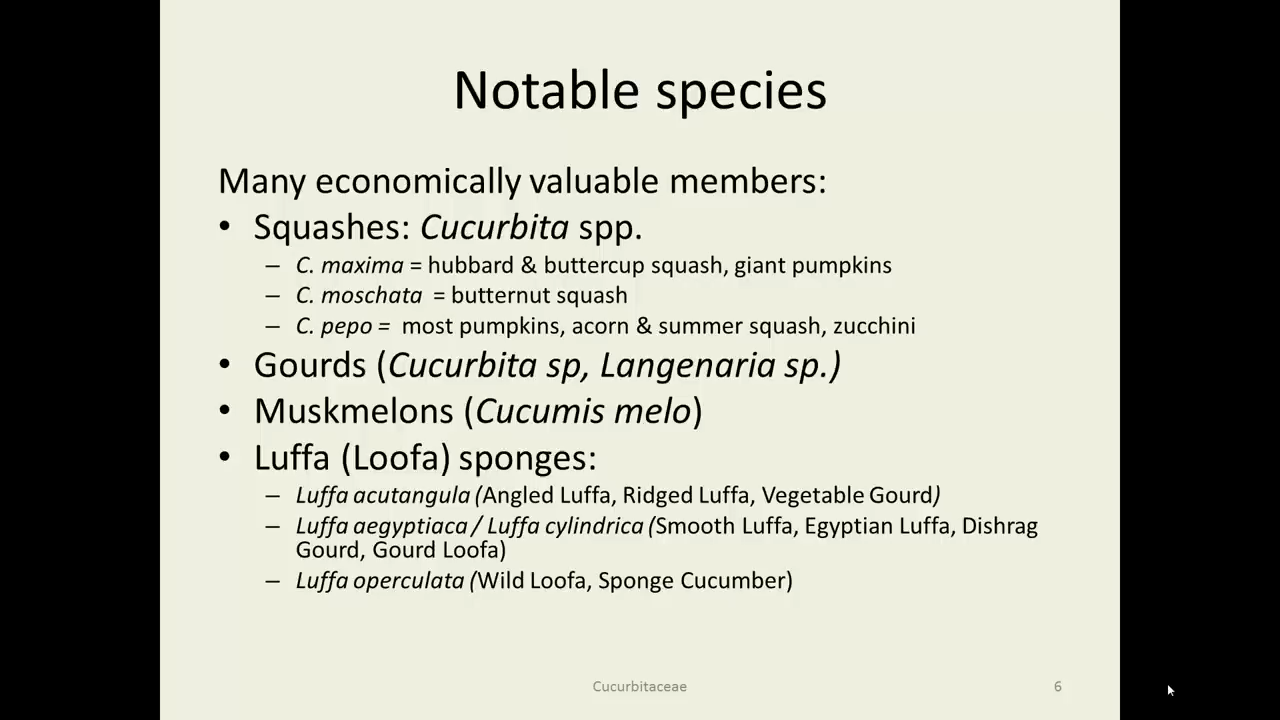 Notable species
Many economically valuable members:
• Squashes: Cucurbita spp.
– C. maxima = hubbard & buttercup squash, giant pumpkins
– C. moschata = butternut squash
– C. pepo = most pumpkins, acorn & summer squash, zucchini
• Gourds (Cucurbita sp, Langenaria sp.)
• Muskmelons (Cucumis melo)
• Luffa (Loofa) sponges:
– Luffa acutangula (Angled Luffa, Ridged Luffa, Vegetable Gourd)
– Luffa aegyptiaca / Luffa cylindrica (Smooth Luffa, Egyptian Luffa, Dishrag
Gourd, Gourd Loofa)
– Luffa operculata (Wild Loofa, Sponge Cucumber)
Cucurbitaceae
6